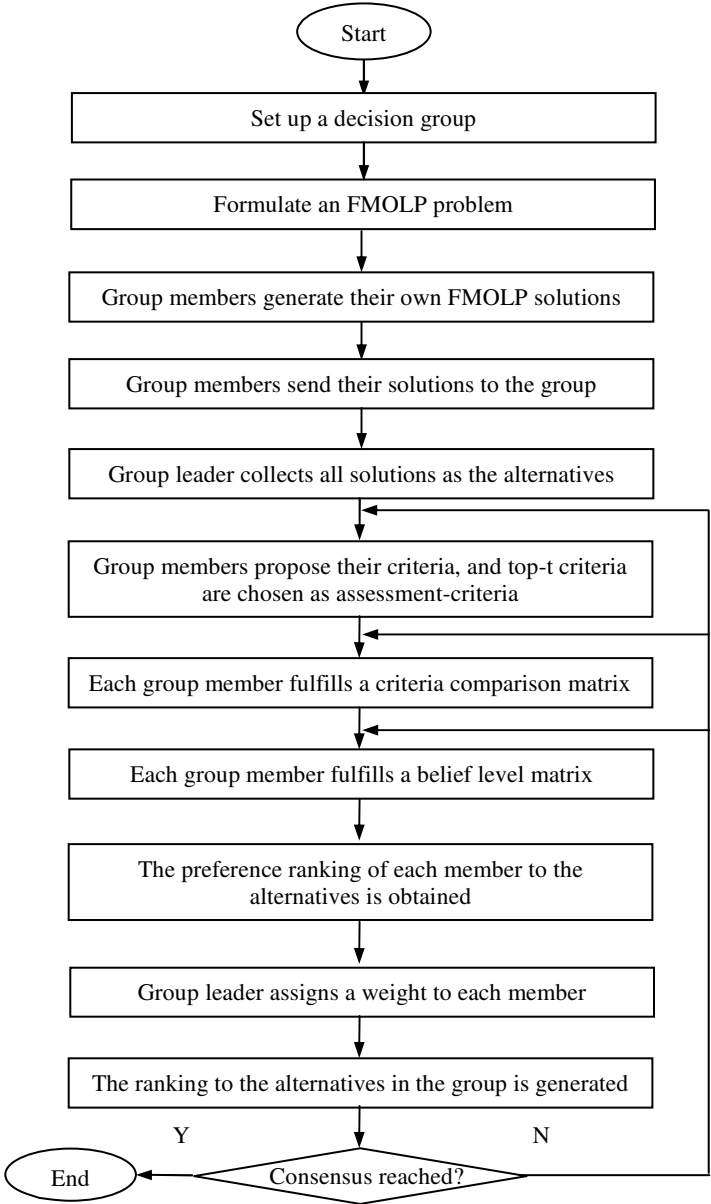 Start
Set up a decision group
Formulate an FMOLP problem
Group members generate their own FMOLP solutions
Group members send their solutions to the group
Group leader collects all solutions as the alternatives
Group members propose their criteria, and top-t criteria
are chosen as assessment-criteria
Each group member fulfills a criteria comparison matrix
Each group member fulfills a belief level matrix
The preference ranking of each member to the
alternatives is obtained
Group leader assigns a weight to each member
The ranking to the alternatives in the group is generated
Y
N
End
Consensus reached?